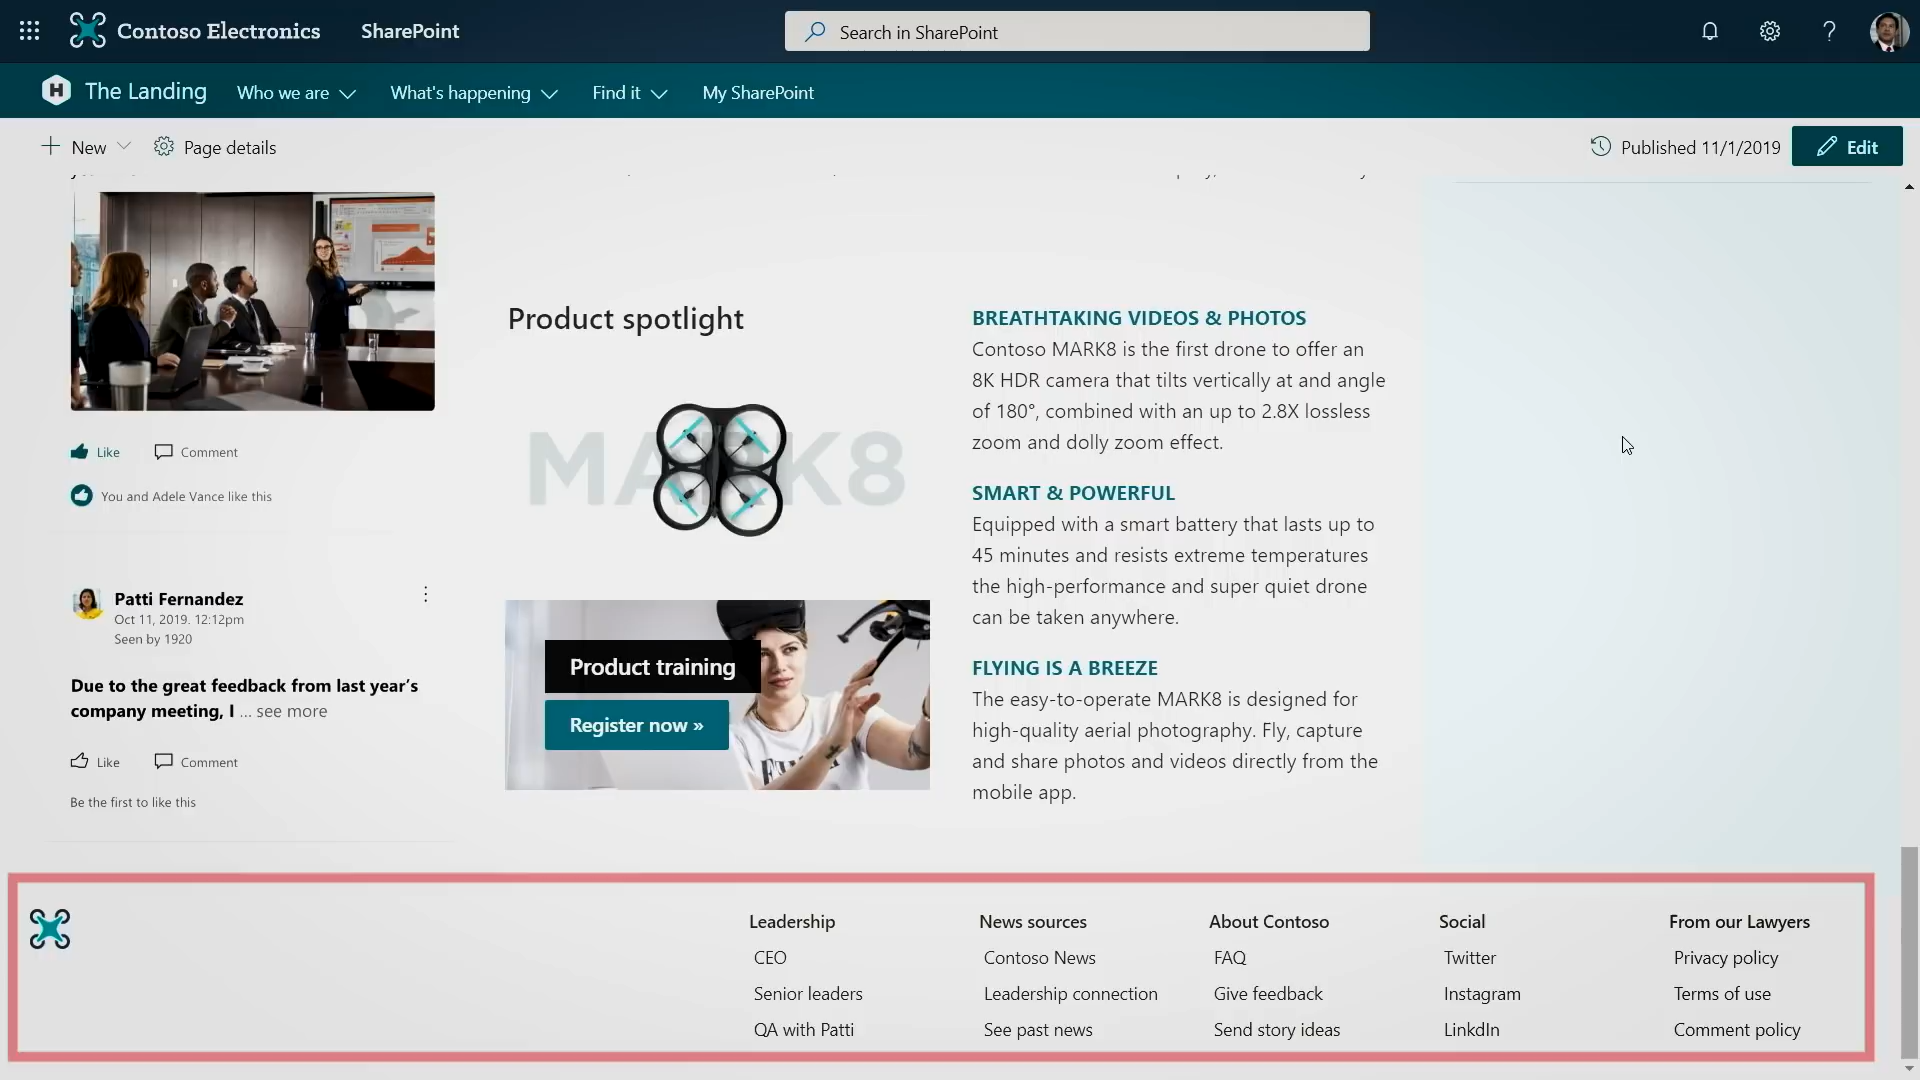 Contoso Electronics
SharePoint
Search in SharePoint
The Landing
Who we are
What's happening
Find it
My SharePoint
New
Page details
Published 11/1/2019
Edit
Like
Comment
You and Adele Vance like this
Patti Fernandez
Oct 11, 2019. 12:12pm
Seen by 1920
Due to the great feedback from last year's
company meeting, I ... see more
Like
Comment
Be the first to like this
Product spotlight
MARK8
Product training
Register now »
BREATHTAKING VIDEOS & PHOTOS
Contoso MARK8 is the first drone to offer an
8K HDR camera that tilts vertically at and angle
of 180°, combined with an up to 2.8X lossless
zoom and dolly zoom effect.
SMART & POWERFUL
Equipped with a smart battery that lasts up to
45 minutes and resists extreme temperatures
the high-performance and super quiet drone
can be taken anywhere.
FLYING IS A BREEZE
The easy-to-operate MARK8 is designed for
high-quality aerial photography. Fly, capture
and share photos and videos directly from the
mobile app.
Leadership
CEO
Senior leaders
QA with Patti
News sources
Contoso News
Leadership connection
See past news
About Contoso
FAQ
Give feedback
Send story ideas
Social
Twitter
Instagram
LinkdIn
From our Lawyers
Privacy policy
Terms of use
Comment policy